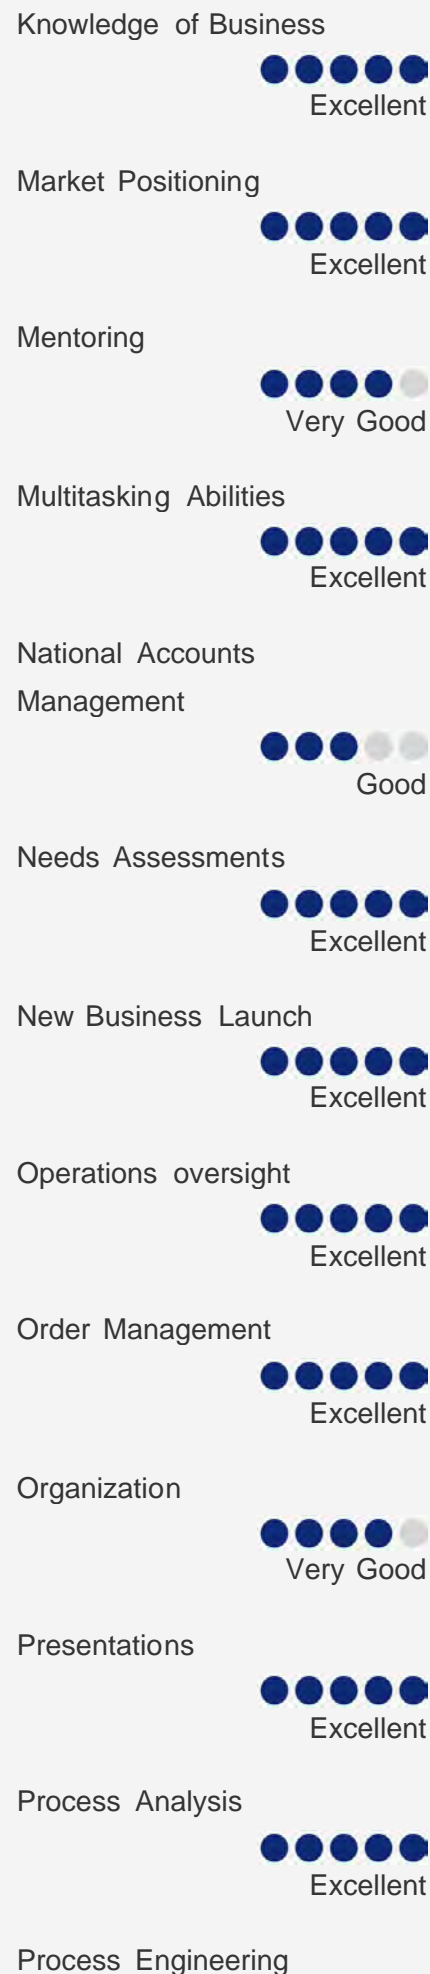 Knowledge of Business
Excellent
Market Positioning
Excellent
Mentoring
Very Good
Multitasking Abilities
Excellent
National Accounts
Management
Good
Needs Assessments
Excellent
New Business Launch
Excellent
Operations oversight
Excellent
Order Management
Excellent
Organization
Very Good
Presentations
Excellent
Process Analysis
Excellent
Process Engineering